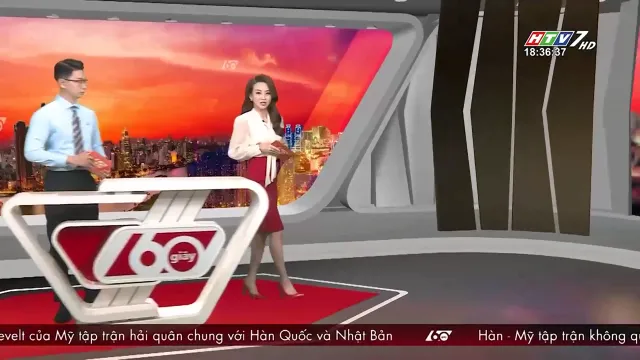 HTV7 HD
18:36:37
60
giây
evelt của Mỹ tập trận hải quân chung với Hàn Quốc và Nhật Bản 60 Hàn - Mỹ tập trận không q